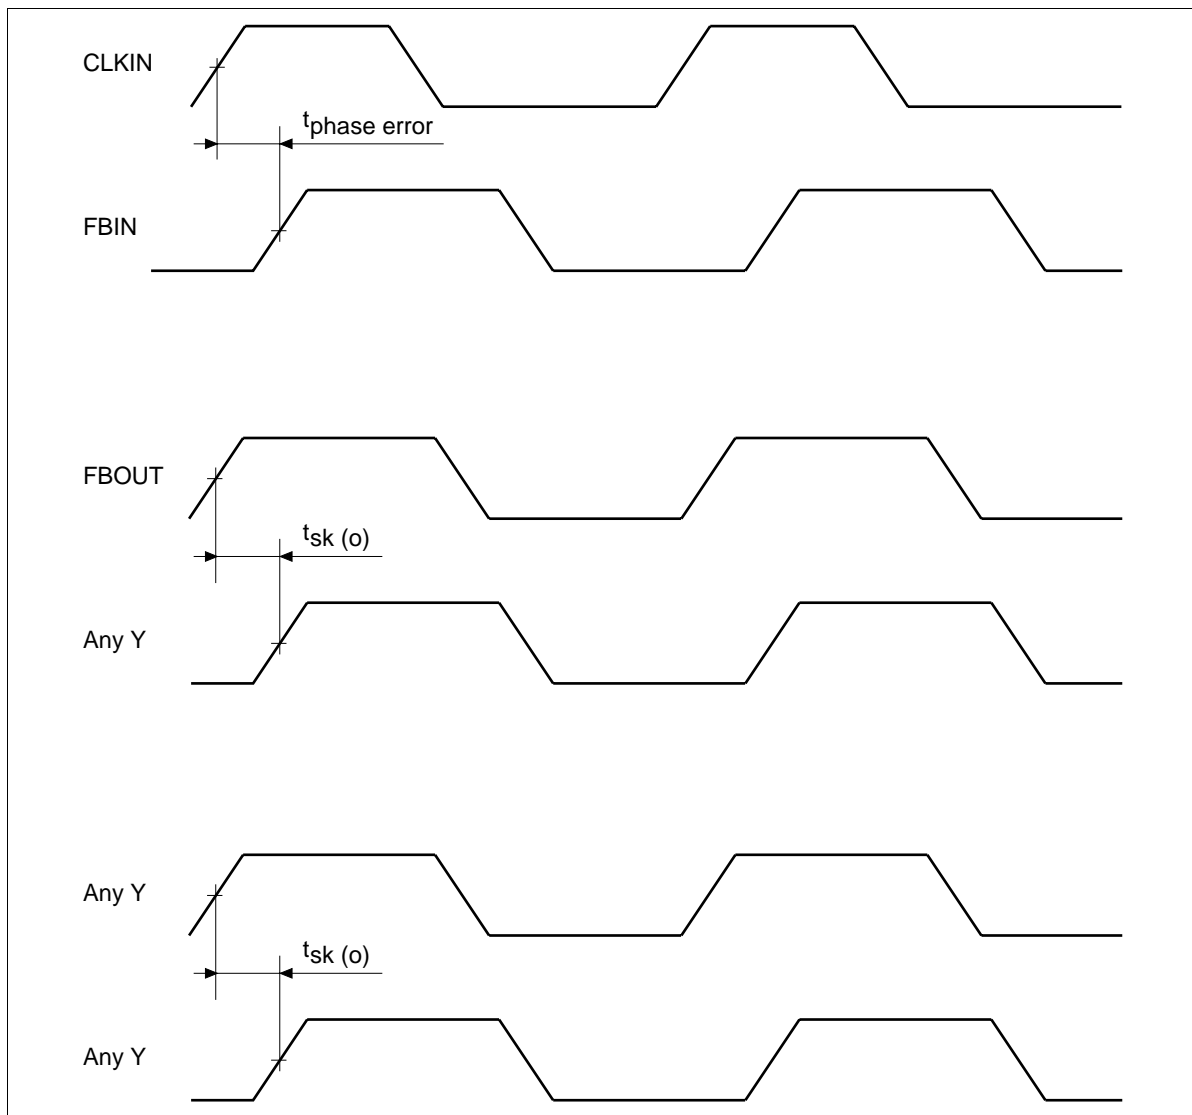 CLKIN
tphase error
FBIN
FBOUT
tsk (o)
Any Y
Any Y
tsk (o)
Any Y